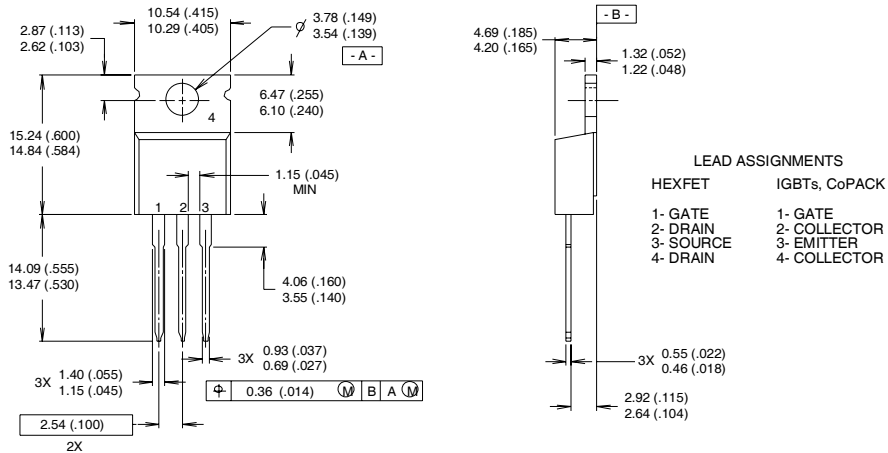 10.54 (.415)
10.29 (.405)
2.87 (.113)
2.62 (.103)
ø 3.78 (.149)
3.54 (.139)
- A -
6.47 (.255)
6.10 (.240)
4
15.24 (.600)
14.84 (.584)
1.15 (.045)
MIN
1 2 3
14.09 (.555)
13.47 (.530)
4.06 (.160)
3.55 (.140)
3X 0.93 (.037)
0.69 (.027)
3X 1.40 (.055)
1.15 (.045)
⌖ 0.36 (.014) Ⓜ B A Ⓜ
2.54 (.100)
2X
- B -
4.69 (.185)
4.20 (.165)
1.32 (.052)
1.22 (.048)
LEAD ASSIGNMENTS
HEXFET IGBTs, CoPACK
1- GATE 1- GATE
2- DRAIN 2- COLLECTOR
3- SOURCE 3- EMITTER
4- DRAIN 4- COLLECTOR
3X 0.55 (.022)
0.46 (.018)
2.92 (.115)
2.64 (.104)